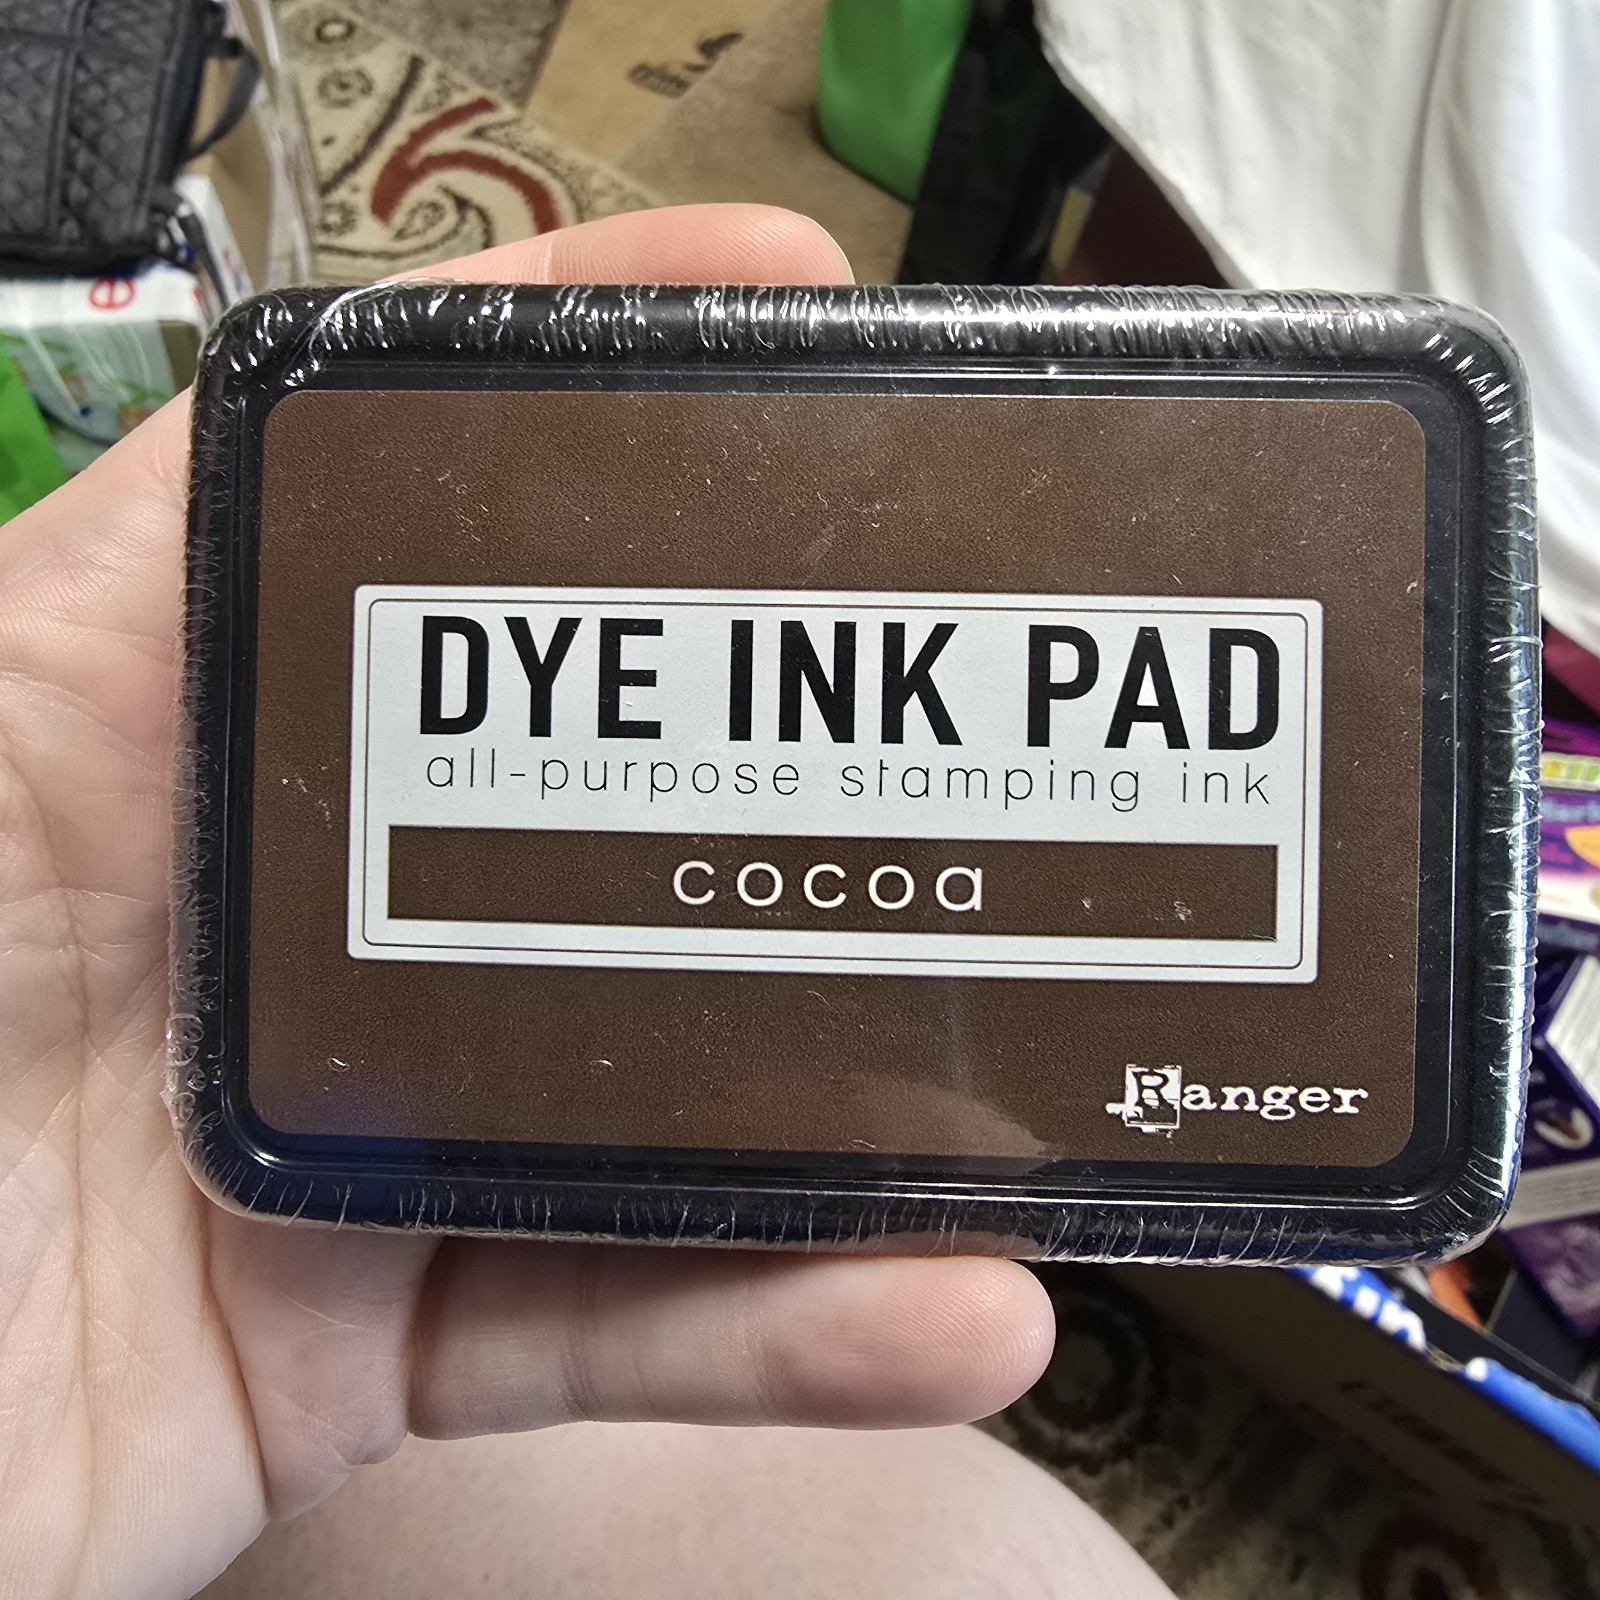 DYE INK PAD
all-purpose stamping ink
cocoa
Ranger